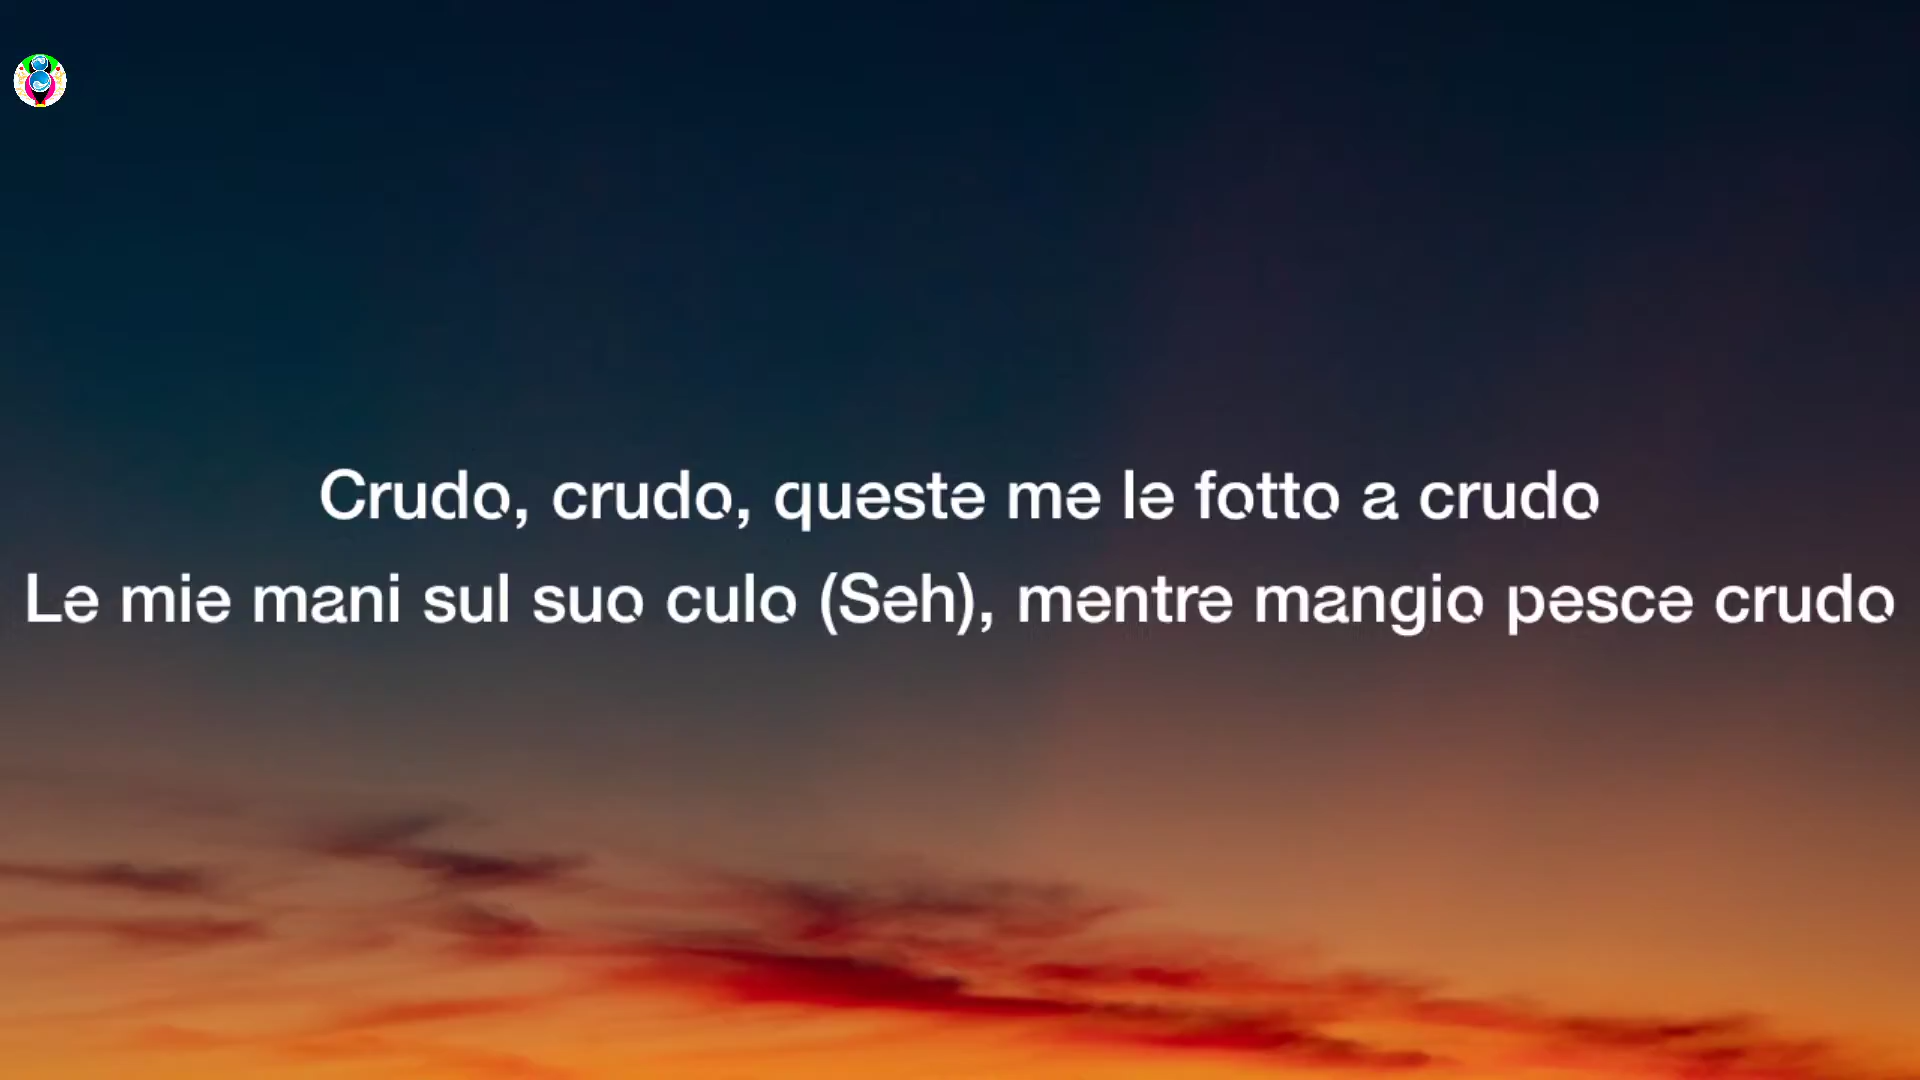 Crudo, crudo, queste me le fotto a crudo
Le mie mani sul suo culo (Seh), mentre mangio pesce crudo